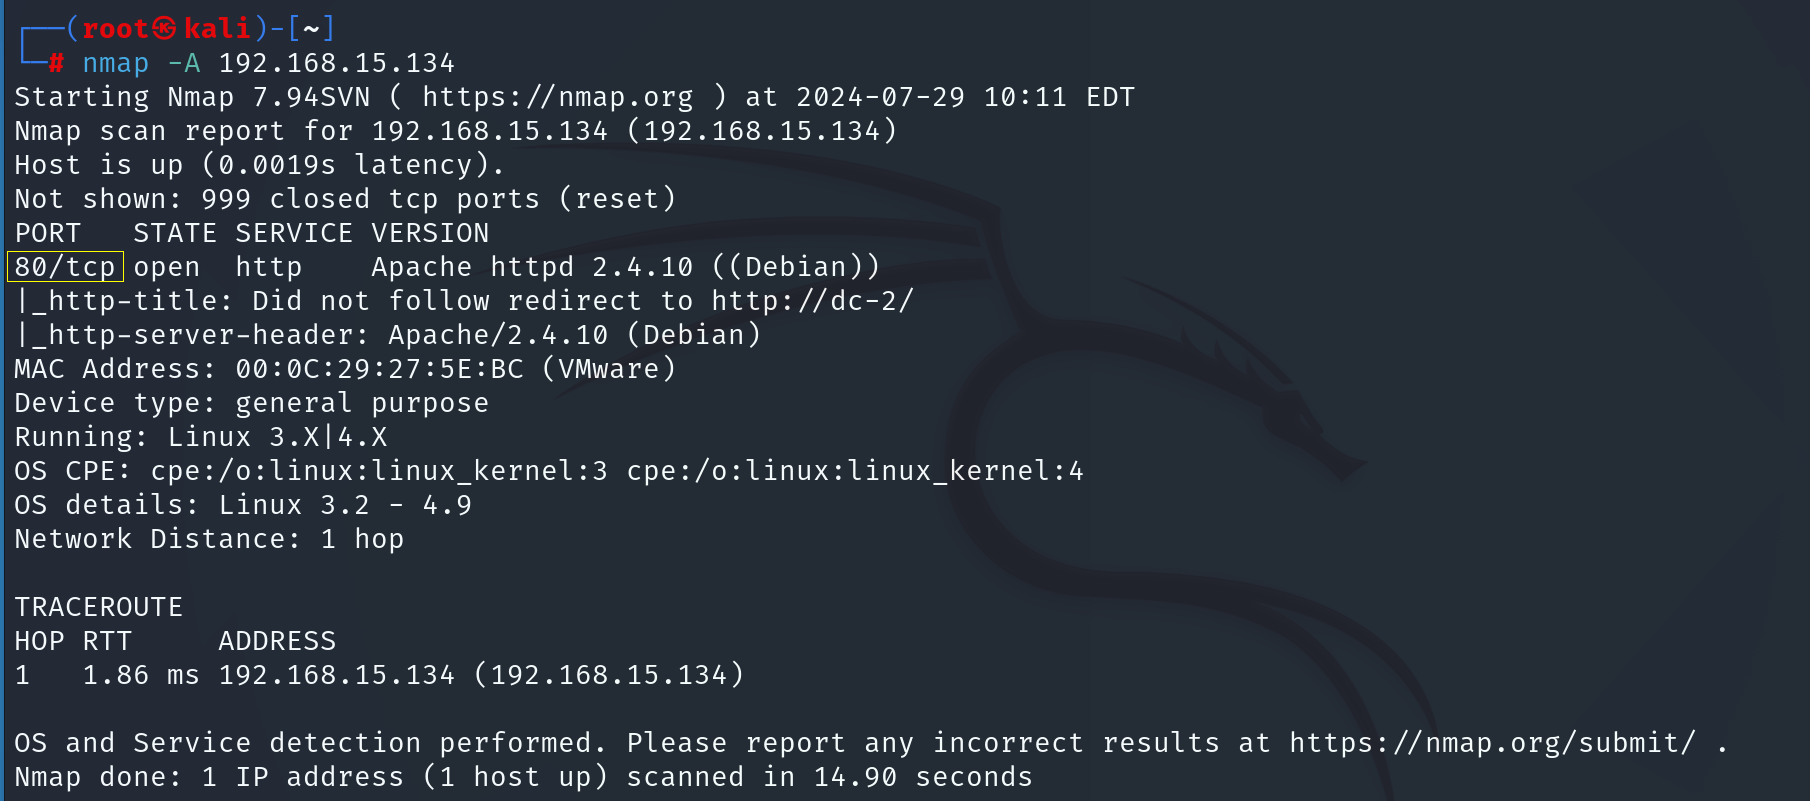 ┌──(root㉿kali)-[~]
└─# nmap -A 192.168.15.134
Starting Nmap 7.94SVN ( https://nmap.org ) at 2024-07-29 10:11 EDT
Nmap scan report for 192.168.15.134 (192.168.15.134)
Host is up (0.0019s latency).
Not shown: 999 closed tcp ports (reset)
PORT   STATE SERVICE VERSION
80/tcp open  http    Apache httpd 2.4.10 ((Debian))
|_http-title: Did not follow redirect to http://dc-2/
|_http-server-header: Apache/2.4.10 (Debian)
MAC Address: 00:0C:29:27:5E:BC (VMware)
Device type: general purpose
Running: Linux 3.X|4.X
OS CPE: cpe:/o:linux:linux_kernel:3 cpe:/o:linux:linux_kernel:4
OS details: Linux 3.2 - 4.9
Network Distance: 1 hop

TRACEROUTE
HOP RTT     ADDRESS
1   1.86 ms 192.168.15.134 (192.168.15.134)

OS and Service detection performed. Please report any incorrect results at https://nmap.org/submit/ .
Nmap done: 1 IP address (1 host up) scanned in 14.90 seconds